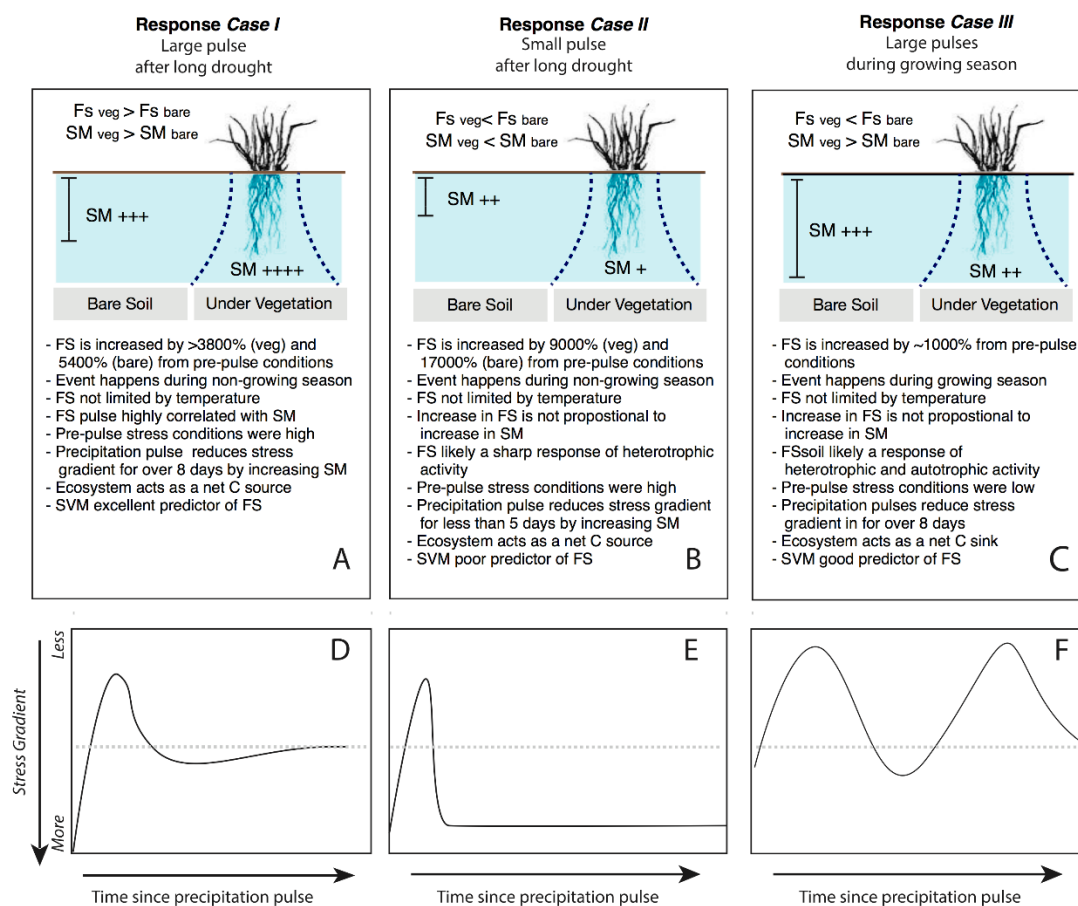 Response Case I
Large pulse
after long drought
Fs veg > Fs bare
SM veg > SM bare
SM +++
SM ++++
Bare Soil
Under Vegetation
- FS is increased by >3800% (veg) and
5400% (bare) from pre-pulse conditions
- Event happens during non-growing season
- FS not limited by temperature
- FS pulse highly correlated with SM
- Pre-pulse stress conditions were high
- Precipitation pulse reduces stress
gradient for over 8 days by increasing SM
- Ecosystem acts as a net C source
- SVM excellent predictor of FS
A
Response Case II
Small pulse
after long drought
Fs veg< Fs bare
SM veg < SM bare
SM ++
SM +
Bare Soil
Under Vegetation
- FS is increased by 9000% (veg) and
17000% (bare) from pre-pulse conditions
- Event happens during non-growing season
- FS not limited by temperature
- Increase in FS is not propostional to
increase in SM
- FS likely a sharp response of heterotrophic
activity
- Pre-pulse stress conditions were high
- Precipitation pulse reduces stress gradient
for less than 5 days by increasing SM
- Ecosystem acts as a net C source
- SVM poor predictor of FS
B
Response Case III
Large pulses
during growing season
Fs veg < Fs bare
SM veg > SM bare
SM +++
SM ++
Bare Soil
Under Vegetation
- FS is increased by ~1000% from pre-pulse
conditions
- Event happens during growing season
- FS not limited by temperature
- Increase in FS is not propostional to
increase in SM
- FSsoil likely a response of
heterotrophic and autotrophic activity
- Pre-pulse stress conditions were low
- Precipitation pulses reduce stress
gradient in for over 8 days
- Ecosystem acts as a net C sink
- SVM good predictor of FS
C
Stress Gradient
Less
More
D
E
F
Time since precipitation pulse
Time since precipitation pulse
Time since precipitation pulse